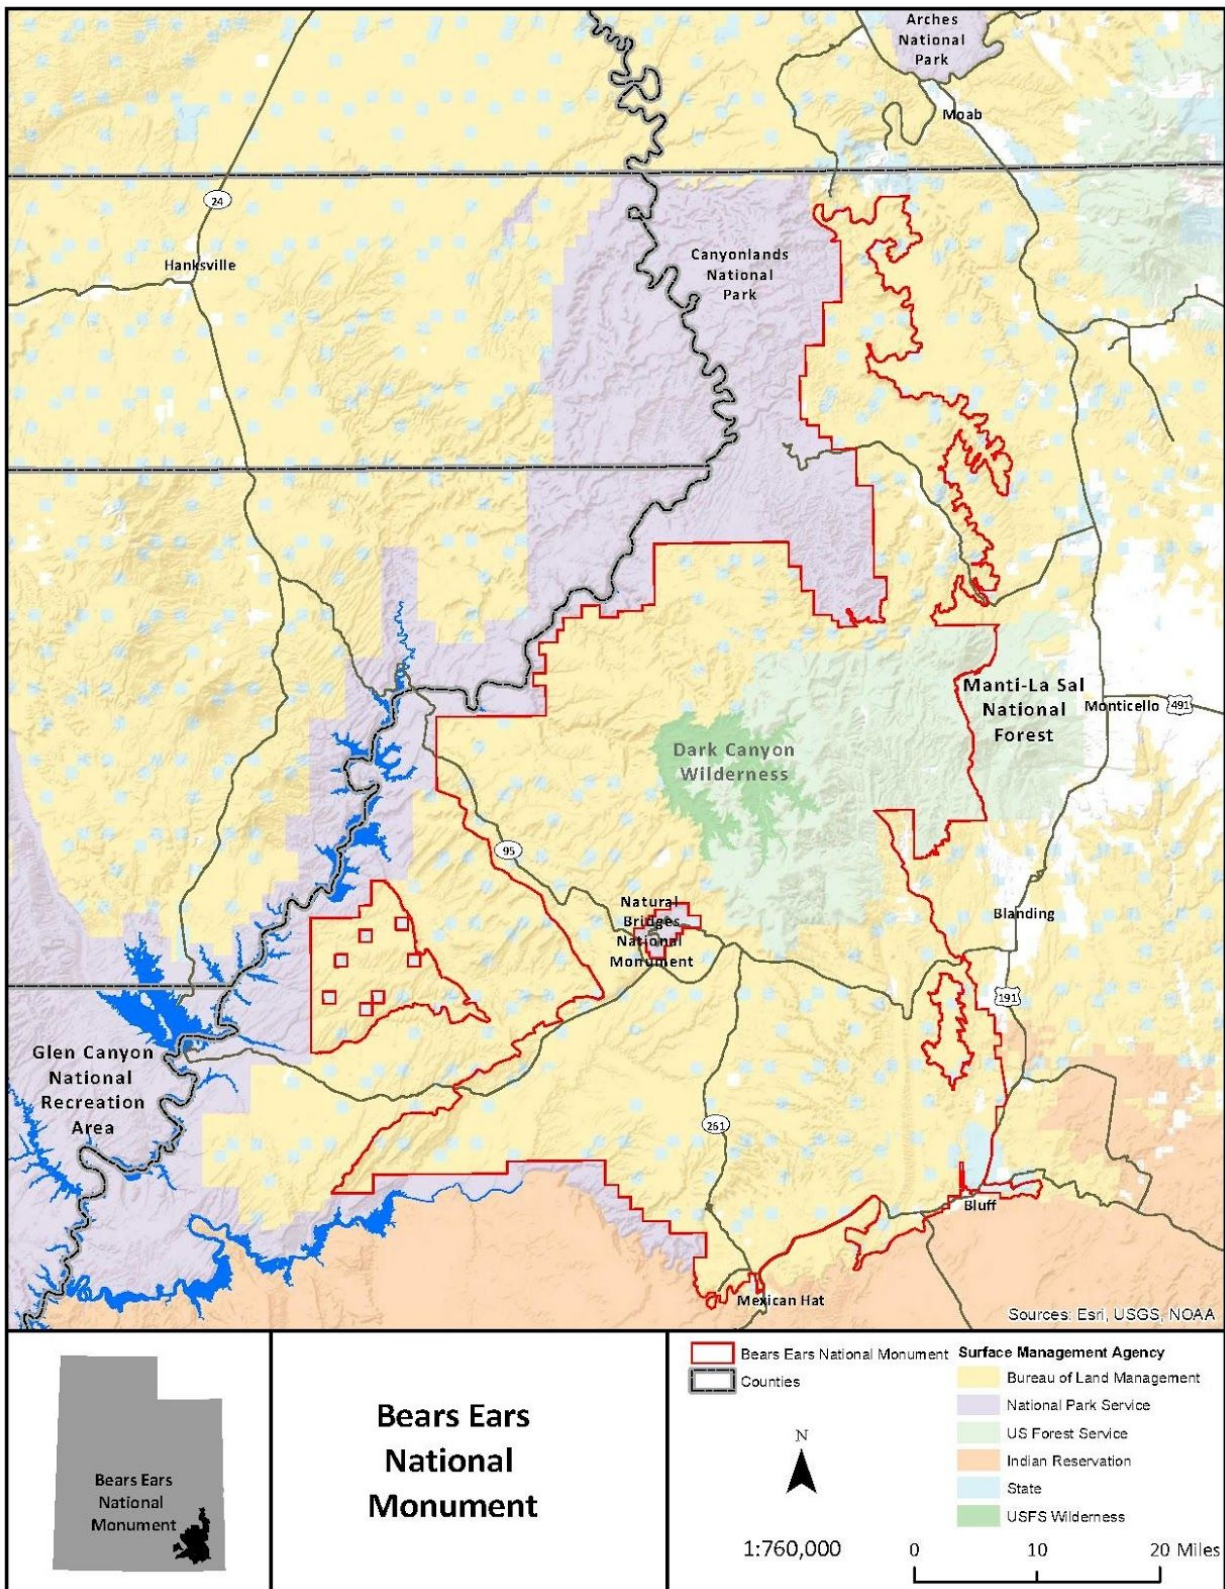 Arches
National
Park
Moab
24
Hanksville
Canyonlands
National
Park
Manti-La Sal
National
Forest
Monticello
491
Dark Canyon
Wilderness
95
Natural
Bridges
National
Monument
Blanding
191
Glen Canyon
National
Recreation
Area
261
Bluff
Mexican Hat
Sources: Esri, USGS, NOAA
Bears Ears
National
Monument
Bears Ears
National
Monument
Bears Ears National Monument
Counties
N
1:760,000
Surface Management Agency
Bureau of Land Management
National Park Service
US Forest Service
Indian Reservation
State
USFS Wilderness
0 10 20 Miles